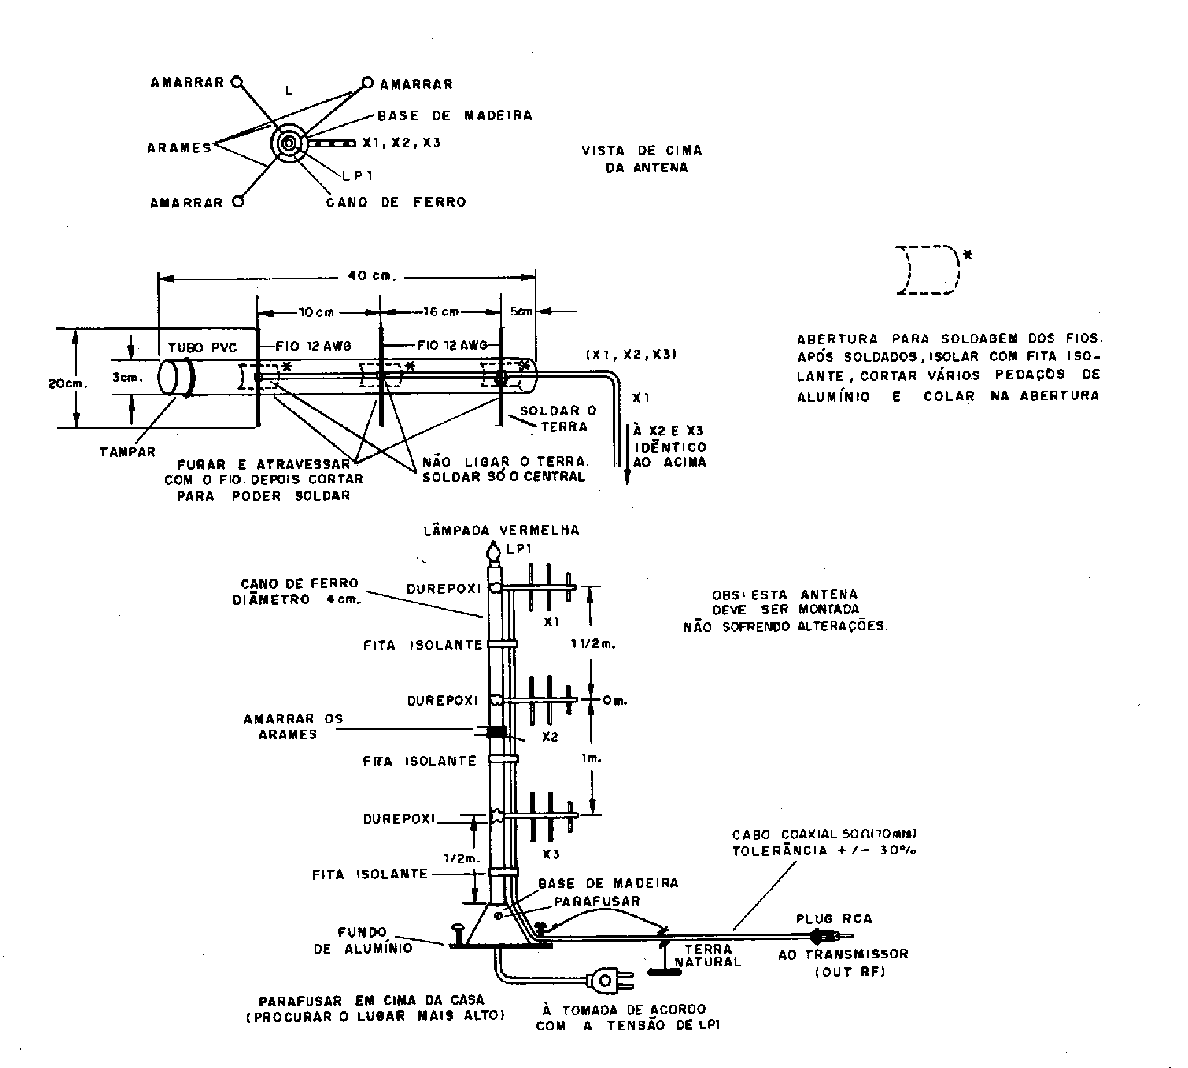 AMARRAR
AMARRAR
L
BASE DE MADEIRA
ARAMES
X1, X2, X3
LP1
AMARRAR
CANO DE FERRO
VISTA DE CIMA
DA ANTENA
40 cm.
10 cm
16 cm
5cm
TUBO PVC
FIO 12 AWG
FIO 12 AWG
(X1, X2, X3)
20cm.
3cm.
*
*
*
*
X1
SOLDAR O
TERRA
À X2 E X3
IDÊNTICO
AO ACIMA
TAMPAR
FURAR E ATRAVESSAR
COM O FIO. DEPOIS CORTAR
PARA PODER SOLDAR
NÃO LIGAR O TERRA.
SOLDAR SÓ O CENTRAL
ABERTURA PARA SOLDAGEM DOS FIOS.
APÓS SOLDADOS, ISOLAR COM FITA ISO-
LANTE, CORTAR VÁRIOS PEDAÇOS DE
ALUMÍNIO E COLAR NA ABERTURA
LÂMPADA VERMELHA
LP1
CANO DE FERRO
DIÂMETRO 4 cm.
DUREPOXI
X1
FITA ISOLANTE
1 1/2m.
DUREPOXI
0m.
AMARRAR OS
ARAMES
X2
FIRA ISOLANTE
1m.
DUREPOXI
X3
1/2m.
FITA ISOLANTE
BASE DE MADEIRA
PARAFUSAR
FUNDO
DE ALUMÍNIO
OBS: ESTA ANTENA
DEVE SER MONTADA
NÃO SOFRENDO ALTERAÇÕES.
CABO COAXIAL 50Ω(10mm)
TOLERÂNCIA +/- 30%
PLUG RCA
TERRA
NATURAL
AO TRANSMISSOR
(OUT RF)
PARAFUSAR EM CIMA DA CASA
(PROCURAR O LUGAR MAIS ALTO)
À TOMADA DE ACORDO
COM A TENSÃO DE LP1